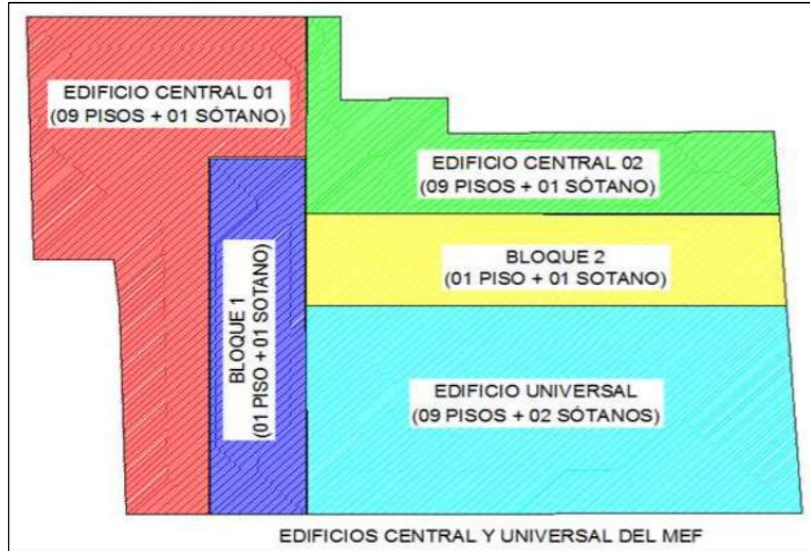 EDIFICIO CENTRAL 01
(09 PISOS + 01 SÓTANO)
EDIFICIO CENTRAL 02
(09 PISOS + 01 SÓTANO)
BLOQUE 1
(01 PISO + 01 SOTANO)
BLOQUE 2
(01 PISO + 01 SOTANO)
EDIFICIO UNIVERSAL
(09 PISOS + 02 SÓTANOS)
EDIFICIOS CENTRAL Y UNIVERSAL DEL MEF